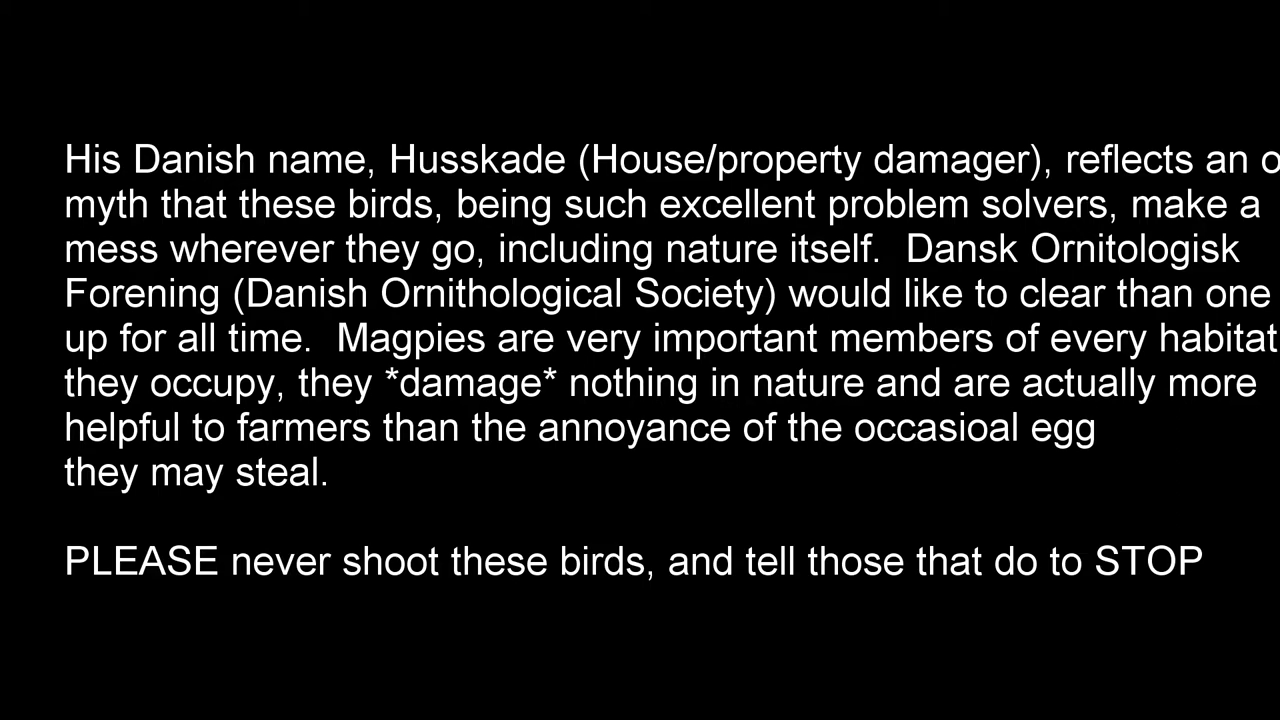 His Danish name, Husskade (House/property damager), reflects an
myth that these birds, being such excellent problem solvers, make a
mess wherever they go, including nature itself.  Dansk Ornitologisk
Forening (Danish Ornithological Society) would like to clear than one
up for all time.  Magpies are very important members of every habitat
they occupy, they *damage* nothing in nature and are actually more
helpful to farmers than the annoyance of the occasioal egg
they may steal.
PLEASE never shoot these birds, and tell those that do to STOP